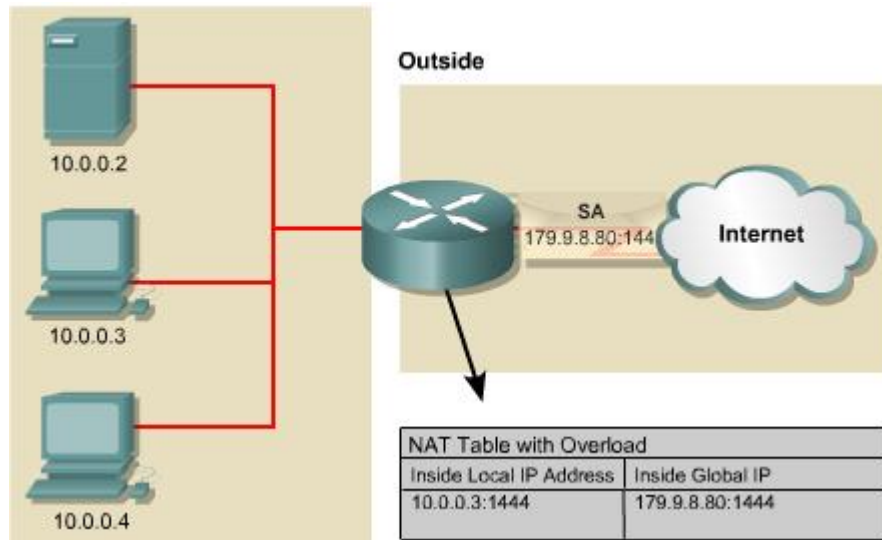 10.0.0.2
10.0.0.3
10.0.0.4
Outside
SA
179.9.8.80:144
Internet
NAT Table with Overload
Inside Local IP Address
Inside Global IP
10.0.0.3:1444
179.9.8.80:1444